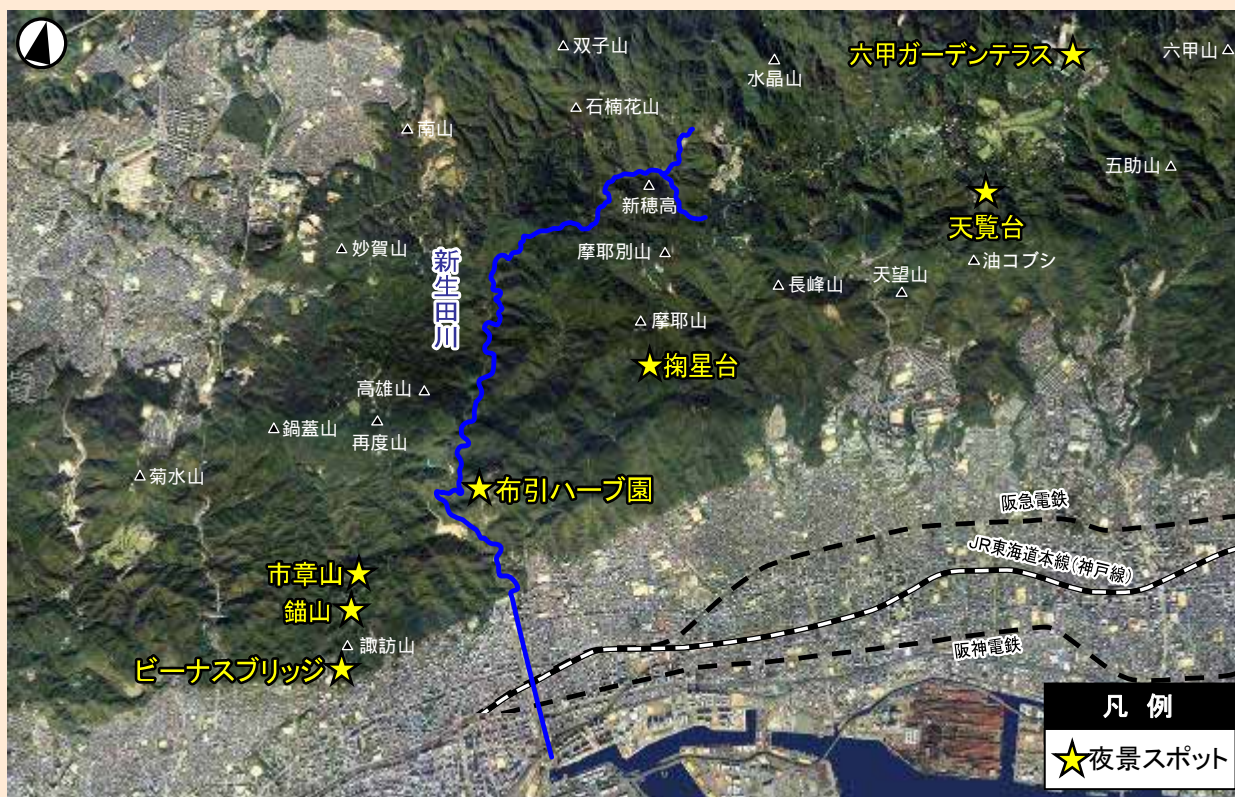 △双子山
△水晶山
六甲ガーデンテラス
六甲山△
△石楠花山
△南山
五助山△
△新穂高
天覧台
△妙賀山
新生田川
摩耶別山△
△油コブシ
天望山△
△長峰山
△摩耶山
掬星台
高雄山△
△鍋蓋山
△再度山
△菊水山
布引ハーブ園
阪急電鉄
JR東海道本線(神戸線)
市章山
錨山
△諏訪山
阪神電鉄
ビーナスブリッジ
凡 例
夜景スポット